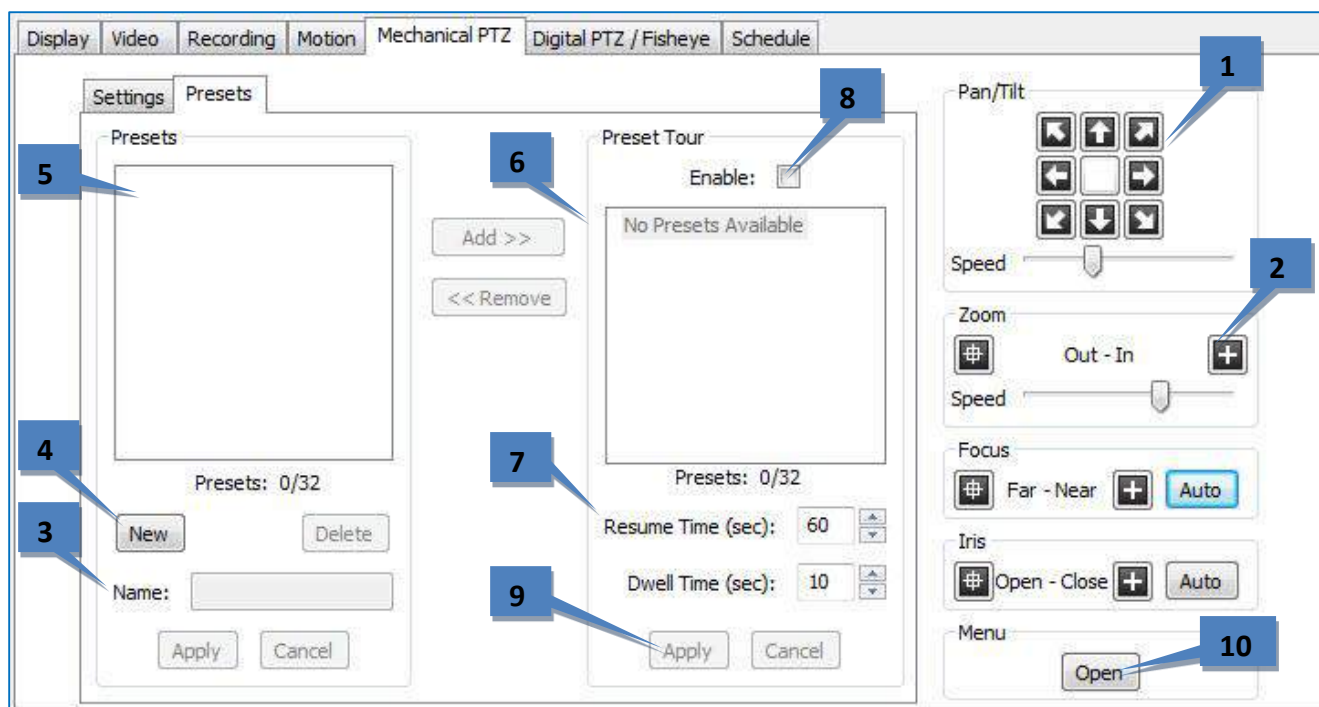 Display Video Recording Motion Mechanical PTZ Digital PTZ / Fisheye Schedule
Settings Presets
Presets
5
Presets: 0/32
4
New Delete
3
Name:
Apply Cancel
Add >>
<< Remove
Preset Tour
8
Enable:
6
No Presets Available
Presets: 0/32
7
Resume Time (sec): 60
Dwell Time (sec): 10
9
Apply Cancel
Pan/Tilt
1
Speed
2
Zoom
Out - In
Speed
Focus
Far - Near Auto
Iris
Open - Close Auto
Menu
10
Open